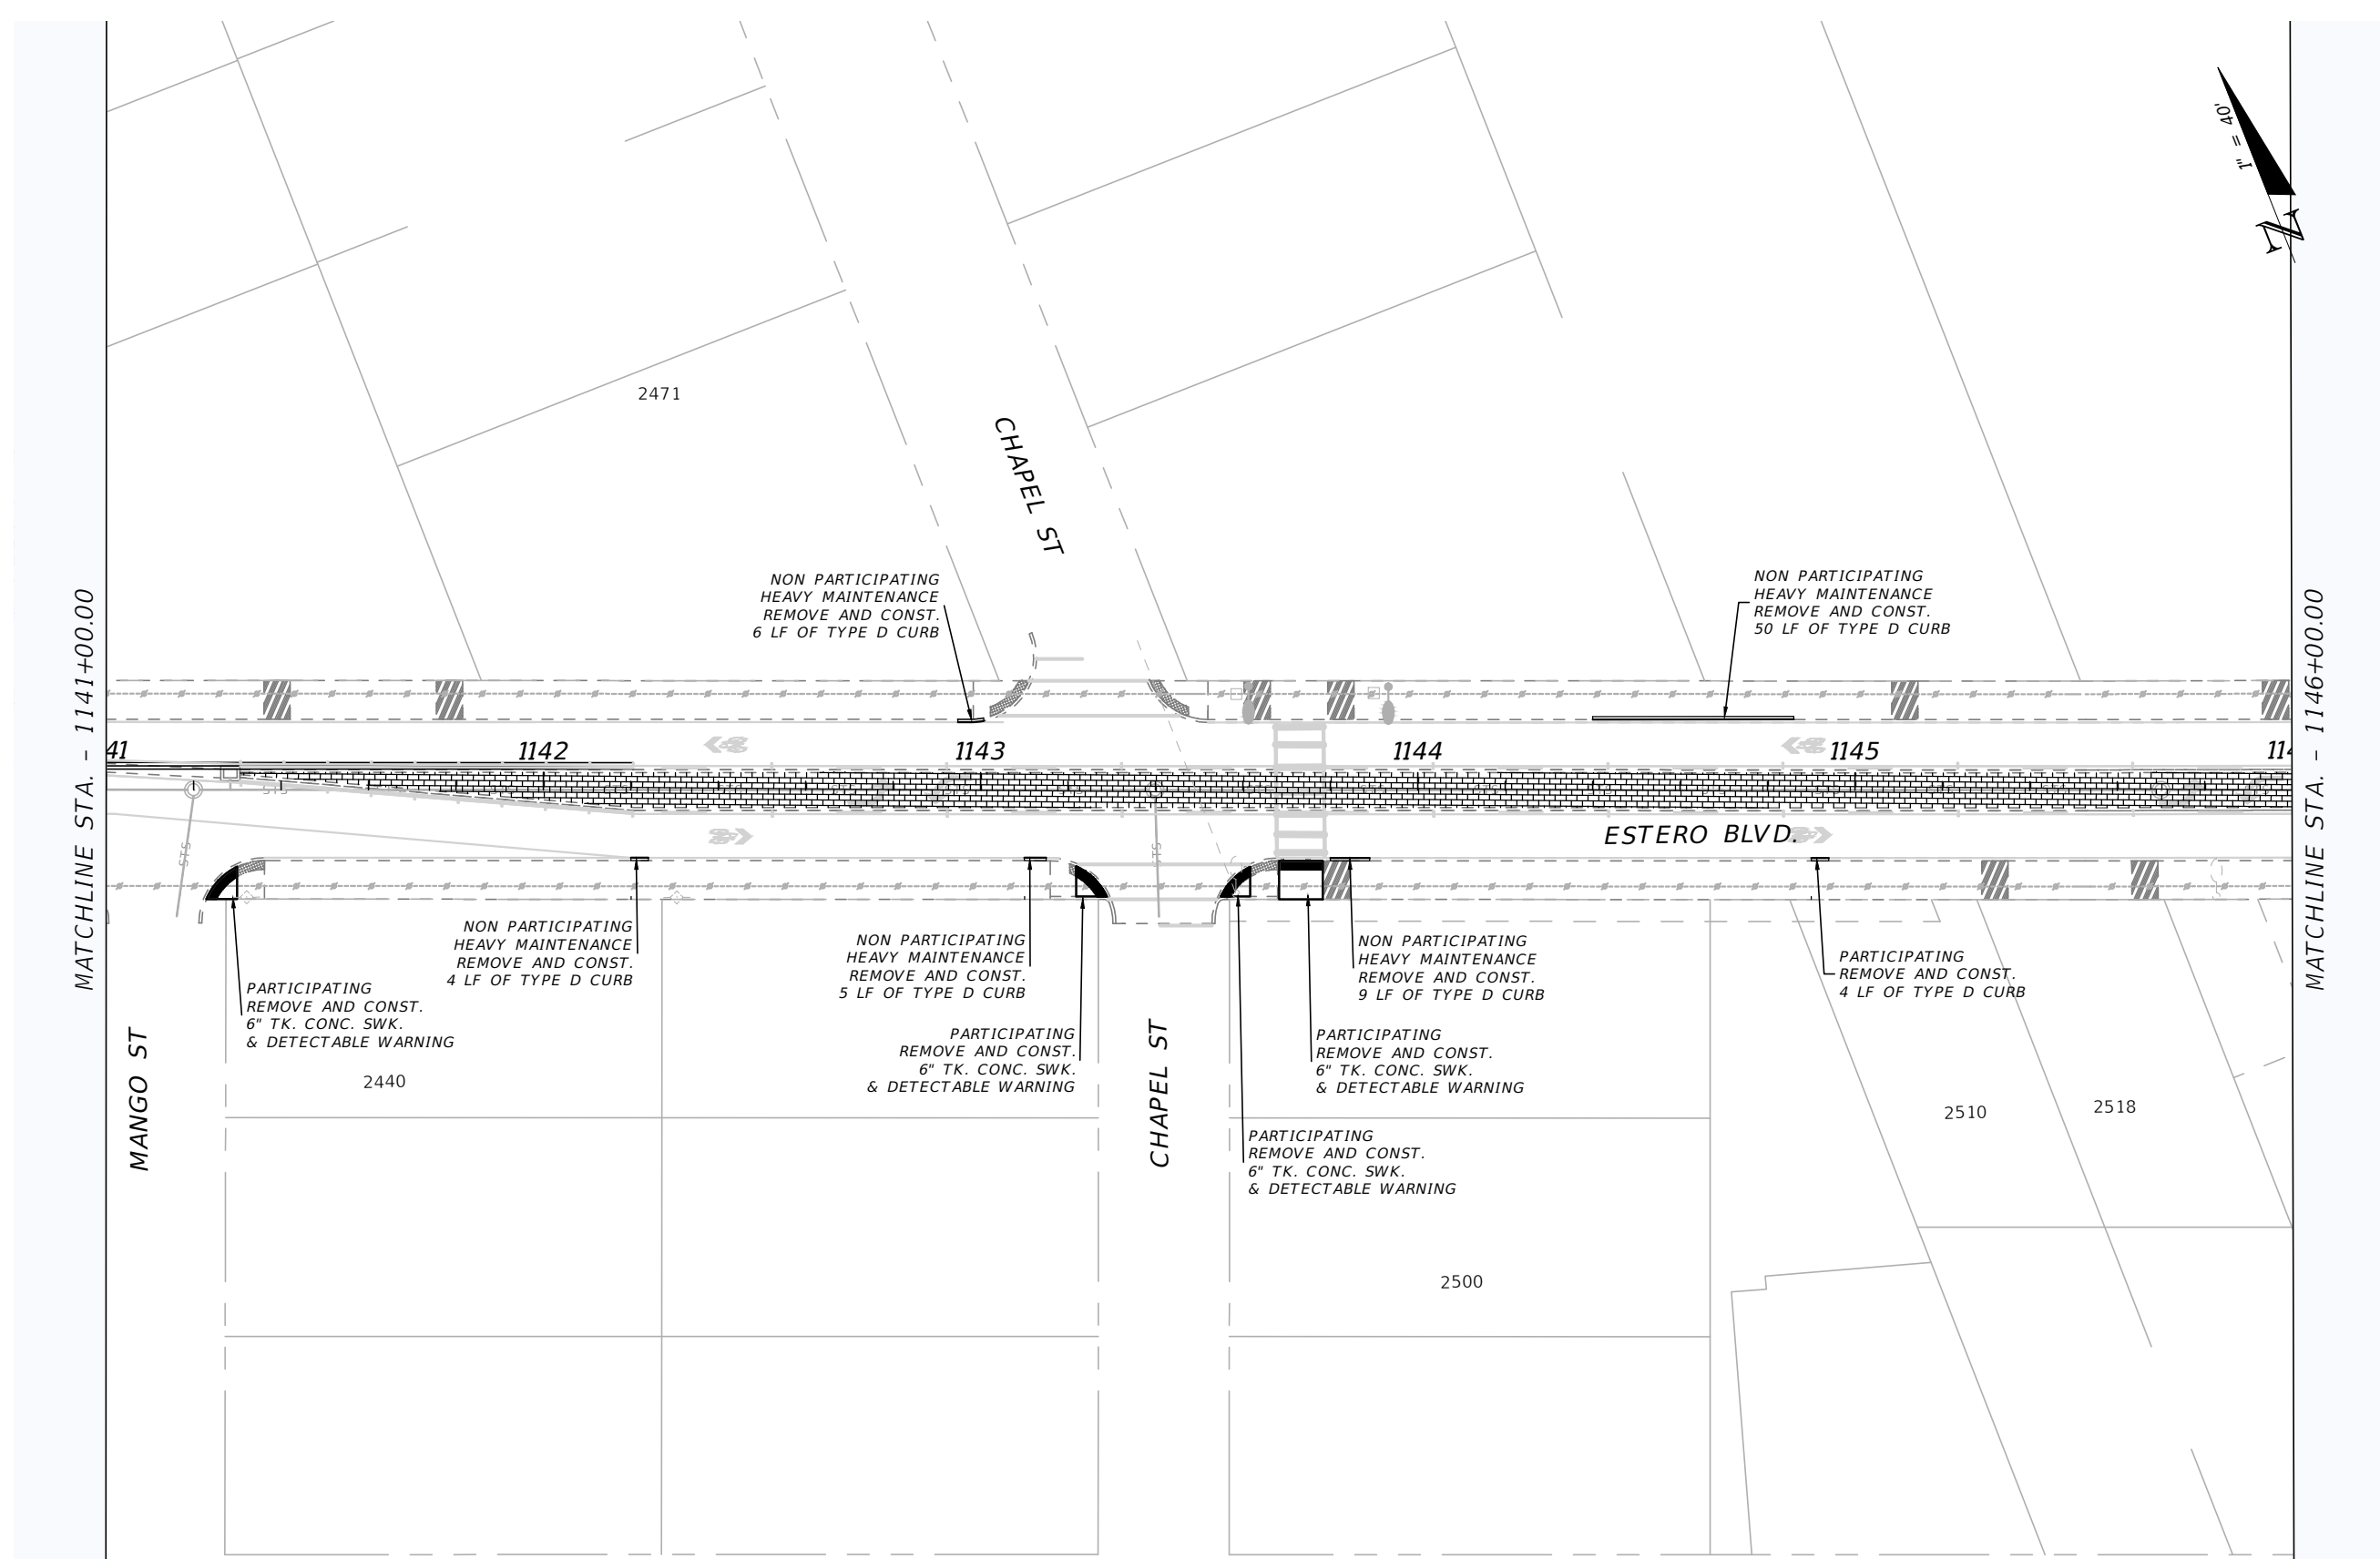 1" = 40'
N
2471
CHAPEL ST
NON PARTICIPATING
HEAVY MAINTENANCE
REMOVE AND CONST.
6 LF OF TYPE D CURB
NON PARTICIPATING
HEAVY MAINTENANCE
REMOVE AND CONST.
50 LF OF TYPE D CURB
MATCHLINE STA. - 1141+00.00
MATCHLINE STA. - 1146+00.00
41
1142
1143
1144
1145
114
STS
STS
ESTERO BLVD.
NON PARTICIPATING
HEAVY MAINTENANCE
REMOVE AND CONST.
4 LF OF TYPE D CURB
NON PARTICIPATING
HEAVY MAINTENANCE
REMOVE AND CONST.
5 LF OF TYPE D CURB
NON PARTICIPATING
HEAVY MAINTENANCE
REMOVE AND CONST.
9 LF OF TYPE D CURB
PARTICIPATING
REMOVE AND CONST.
4 LF OF TYPE D CURB
PARTICIPATING
REMOVE AND CONST.
6" TK. CONC. SWK.
& DETECTABLE WARNING
PARTICIPATING
REMOVE AND CONST.
6" TK. CONC. SWK.
& DETECTABLE WARNING
PARTICIPATING
REMOVE AND CONST.
6" TK. CONC. SWK.
& DETECTABLE WARNING
MANGO ST
2440
CHAPEL ST
PARTICIPATING
REMOVE AND CONST.
6" TK. CONC. SWK.
& DETECTABLE WARNING
2510
2518
2500